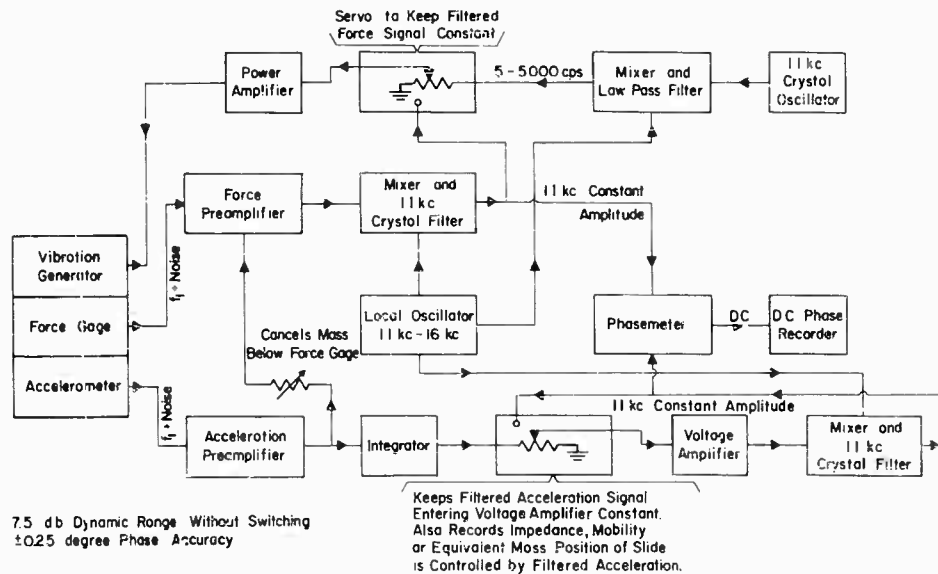 Servo to Keep Filtered
Force Signal Constant
Power
Amplifier
5-5000 cps
Mixer and
Low Pass Filter
11 kc
Crystal
Oscillator
Force
Preamplifier
Mixer and
11 kc
Crystal Filter
11 kc Constant
Amplitude
Vibration
Generator
Force Gage
Accelerometer
f₁ + Noise
Cancels Mass
Below Force Gage
Local Oscillator
11 kc-16 kc
Phasemeter
DC
DC Phase
Recorder
f₁ + Noise
Acceleration
Preamplifier
Integrator
11 kc Constant Amplitude
Voltage
Amplifier
Mixer and
11 kc
Crystal Filter
Keeps Filtered Acceleration Signal
Entering Voltage Amplifier Constant.
Also Records Impedance, Mobility
or Equivalent Mass Position of Slide
is Controlled by Filtered Acceleration.
7.5 db Dynamic Range Without Switching
±0.25 degree Phase Accuracy